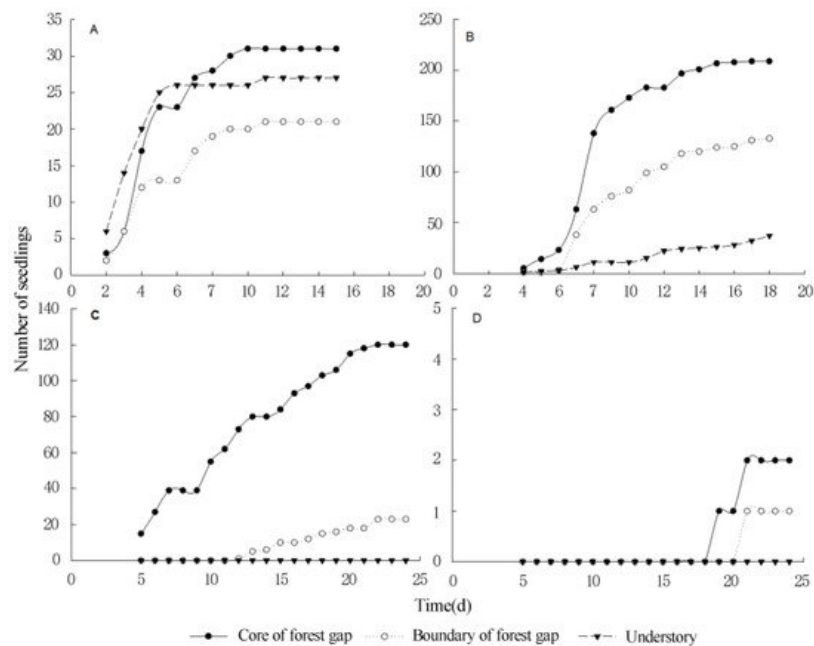 A
35
30
25
20
15
10
5
0
0 2 4 6 8 10 12 14 16 18 20
B
250
200
150
100
50
0
0 2 4 6 8 10 12 14 16 18 20
Number of seedlings
C
140
120
100
80
60
40
20
0
0 5 10 15 20 25
D
5
4
3
2
1
0
0 5 10 15 20 25
Time(d)
Core of forest gap Boundary of forest gap Understory